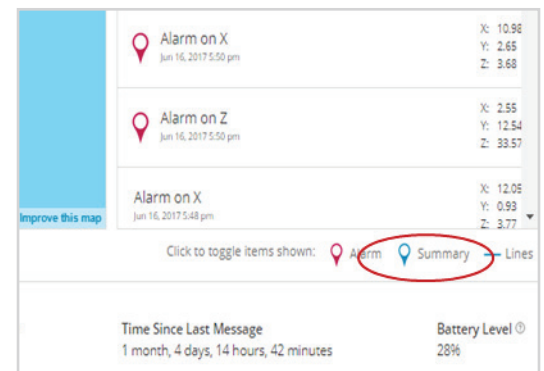 Alarm on X
Jun 16, 2017 5:50 pm
X: 10.98
Y: 2.65
Z: 3.68
Alarm on Z
Jun 16, 2017 5:50 pm
X: 2.55
Y: 12.54
Z: 33.57
Alarm on X
Jun 16, 2017 5:48 pm
X: 12.05
Y: 0.93
Z: 3.77
Improve this map
Click to toggle items shown: Alarm Summary Lines
Time Since Last Message
1 month, 4 days, 14 hours, 42 minutes
Battery Level
28%